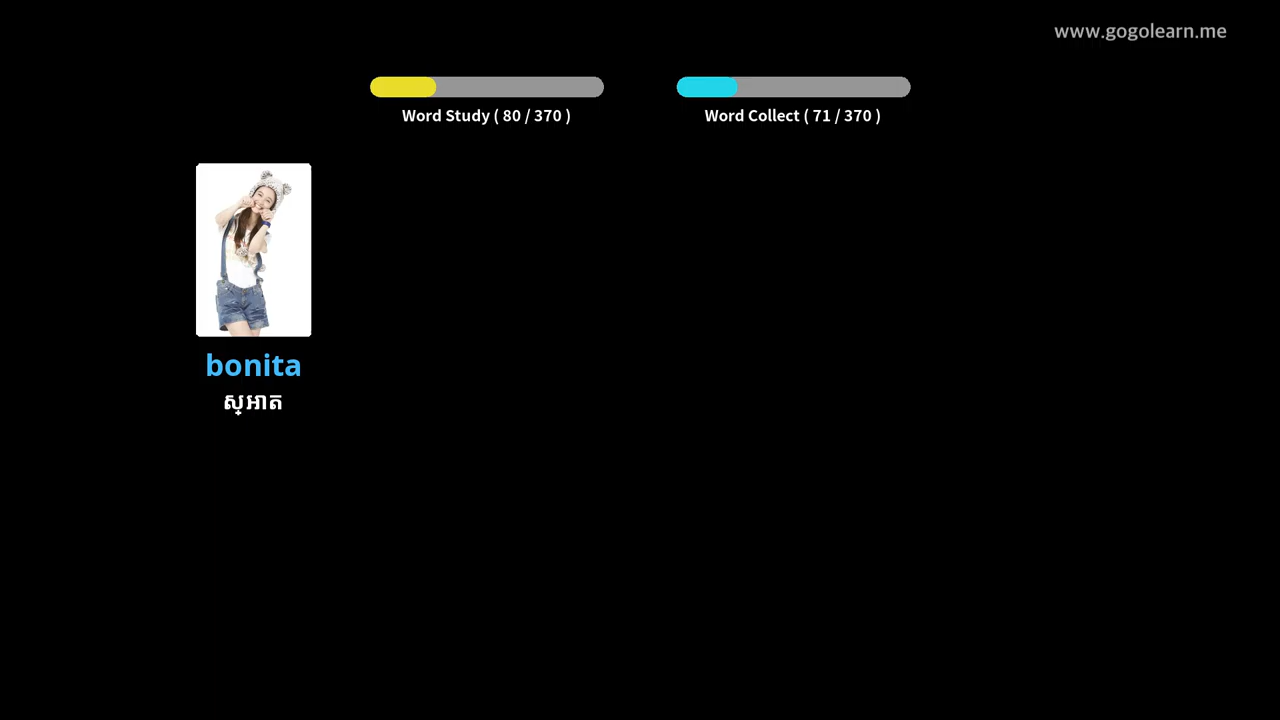 www.gogolearn.me
Word Study ( 80 / 370 )
Word Collect ( 71 / 370 )
bonita
ស្អាត